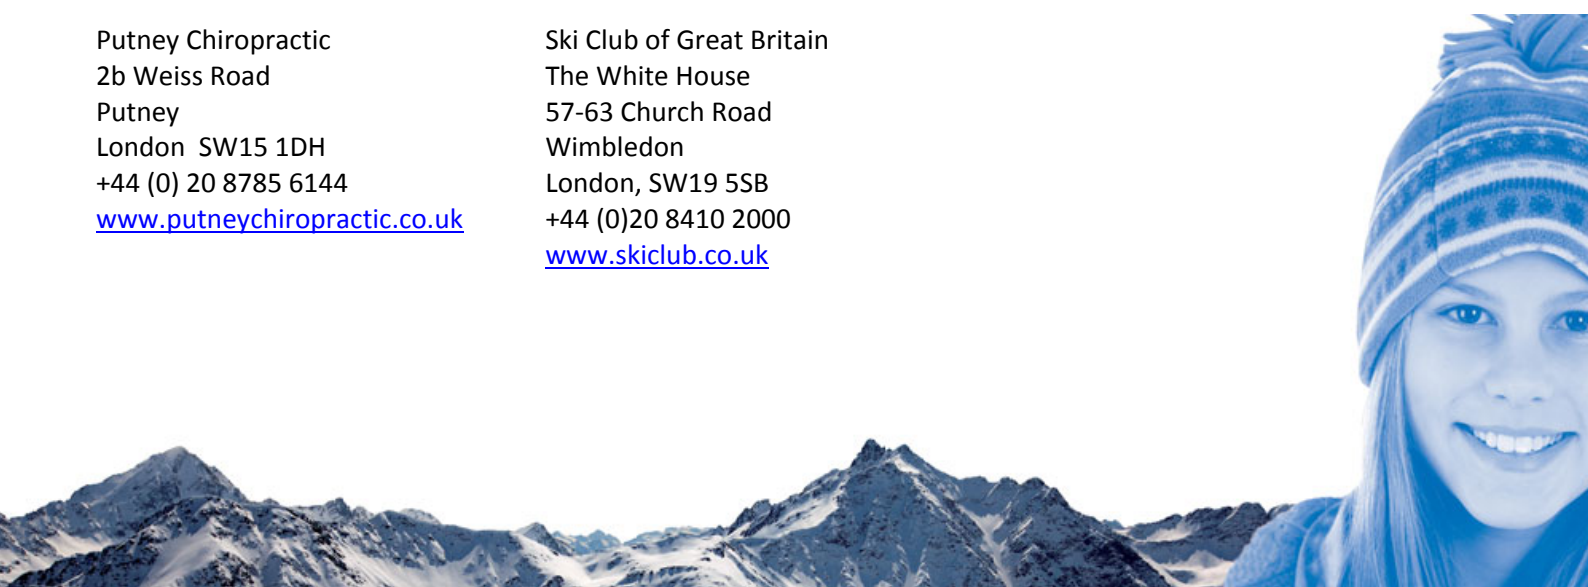 Putney Chiropractic
2b Weiss Road
Putney
London  SW15 1DH
+44 (0) 20 8785 6144
www.putneychiropractic.co.uk
Ski Club of Great Britain
The White House
57-63 Church Road
Wimbledon
London, SW19 5SB
+44 (0)20 8410 2000
www.skiclub.co.uk